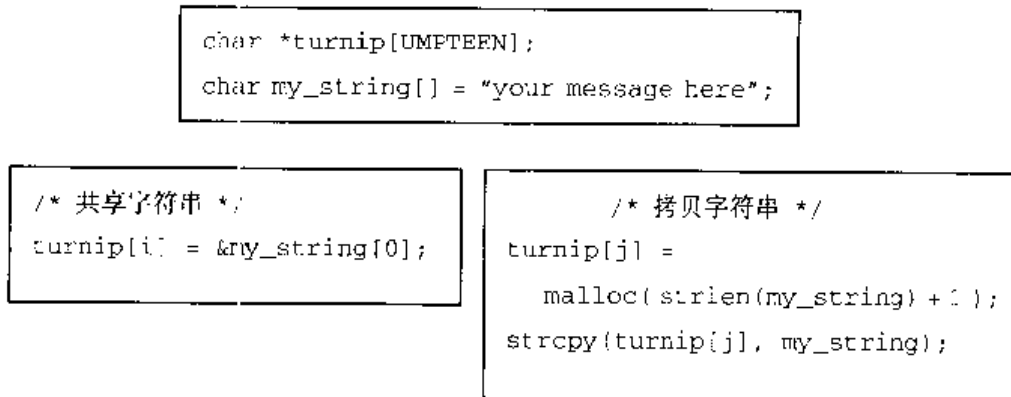 char *turnip[UMPTEEN];
char my_string[] = "your message here";
/* 共享字符串 */
turnip[i] = &my_string[0];
/* 拷贝字符串 */
turnip[j] =
malloc( strlen(my_string) + 1 );
strcpy(turnip[j], my_string);